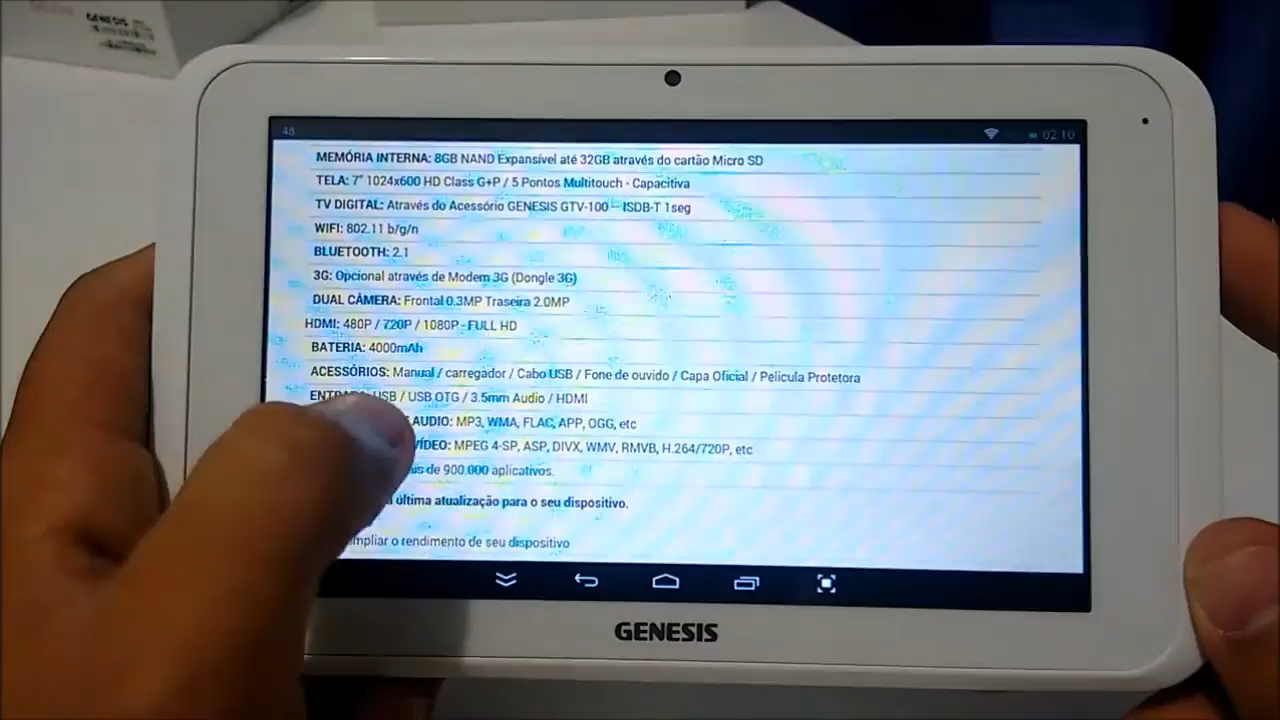 GENESIS
48
02:10
MEMÓRIA INTERNA: 8GB NAND Expansível até 32GB através do cartão Micro SD
TELA: 7" 1024x600 HD Class G+P / 5 Pontos Multitouch - Capacitiva
TV DIGITAL: Através do Acessório GENESIS GTV-100 - ISDB-T 1seg
WIFI: 802.11 b/g/n
BLUETOOTH: 2.1
3G: Opcional através de Modem 3G (Dongle 3G)
DUAL CÂMERA: Frontal 0.3MP Traseira 2.0MP
HDMI: 480P / 720P / 1080P - FULL HD
BATERIA: 4000mAh
ACESSÓRIOS: Manual / carregador / Cabo USB / Fone de ouvido / Capa Oficial / Pelicula Protetora
USB / USB OTG / 3.5mm Audio / HDMI
AUDIO: MP3, WMA, FLAC, APP, OGG, etc
VÍDEO: MPEG 4-SP, ASP, DIVX, WMV, RMVB, H.264/720P, etc
de 900.000 aplicativos.
última atualização para o seu dispositivo.
o rendimento de seu dispositivo
GENESIS